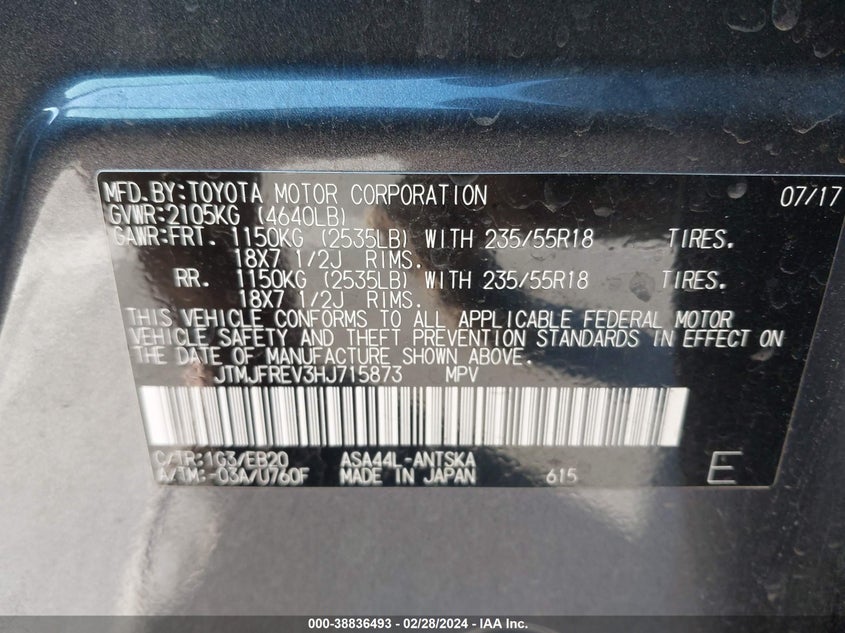 MFD.BY:TOYOTA MOTOR CORPORATION 07/17
GVWR:2105KG (4640LB)
GAWR:FRT. 1150KG (2535LB) WITH 235/55R18 TIRES.
18X7 1/2J RIMS.
RR. 1150KG (2535LB) WITH 235/55R18 TIRES.
18X7 1/2J RIMS.
THIS VEHICLE CONFORMS TO ALL APPLICABLE FEDERAL MOTOR
VEHICLE SAFETY AND THEFT PREVENTION STANDARDS IN EFFECT ON
THE DATE OF MANUFACTURE SHOWN ABOVE.
JTMJFREV3HJ715873 MPV
C/TR:1G3/EB20 ASA44L-ANTSKA
A/TM:-03A/U760F MADE IN JAPAN 615 E
000-38836493 - 02/28/2024 - IAA Inc.